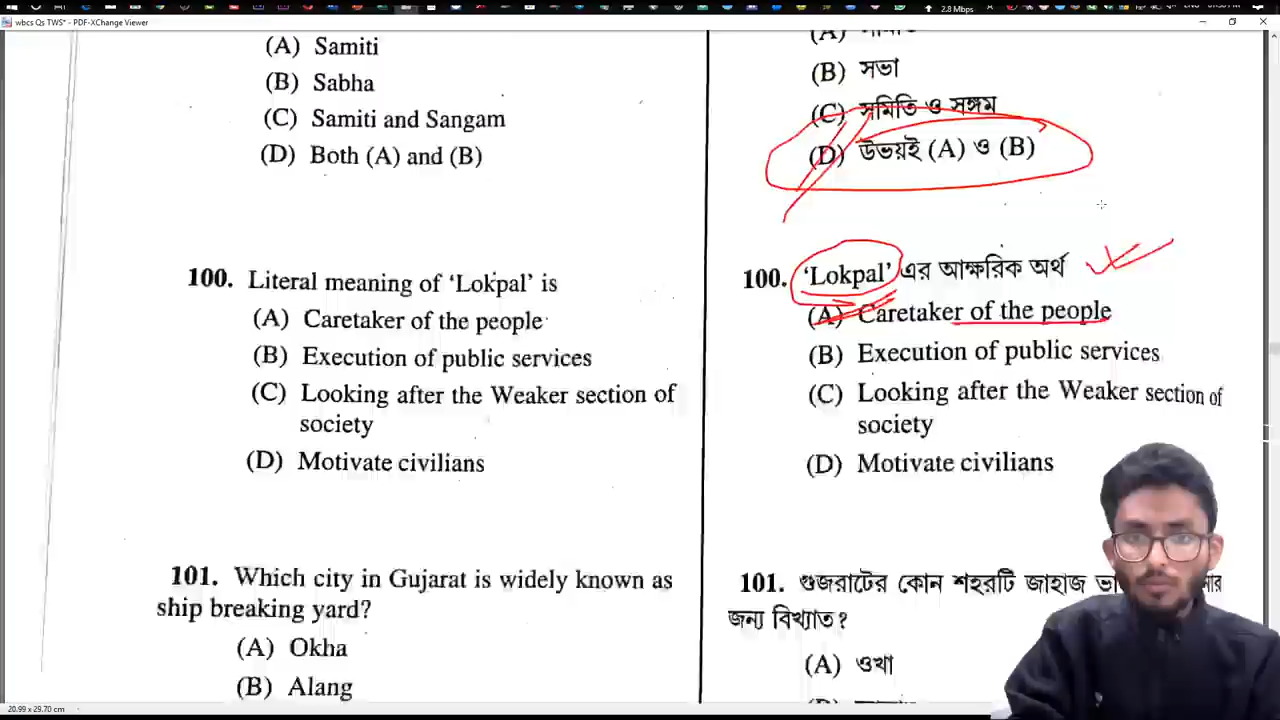 wbcs Qs TWS* - PDF-XChange Viewer
2.8 Mbps
(A) Samiti
(B) Sabha
(C) Samiti and Sangam
(D) Both (A) and (B)
100. Literal meaning of ‘Lokpal’ is
(A) Caretaker of the people
(B) Execution of public services
(C) Looking after the Weaker section of
society
(D) Motivate civilians
101. Which city in Gujarat is widely known as
ship breaking yard?
(A) Okha
(B) Alang
(A)
(B) সভা
(C) সমিতি ও সঙ্গম
(D) উভয়ই (A) ও (B)
100. ‘Lokpal’ এর আক্ষরিক অর্থ
(A) Caretaker of the people
(B) Execution of public services
(C) Looking after the Weaker section of
society
(D) Motivate civilians
101. গুজরাটের কোন শহরটি জাহাজ
জন্য বিখ্যাত?
(A) ওখা
20.99 x 29.70 cm